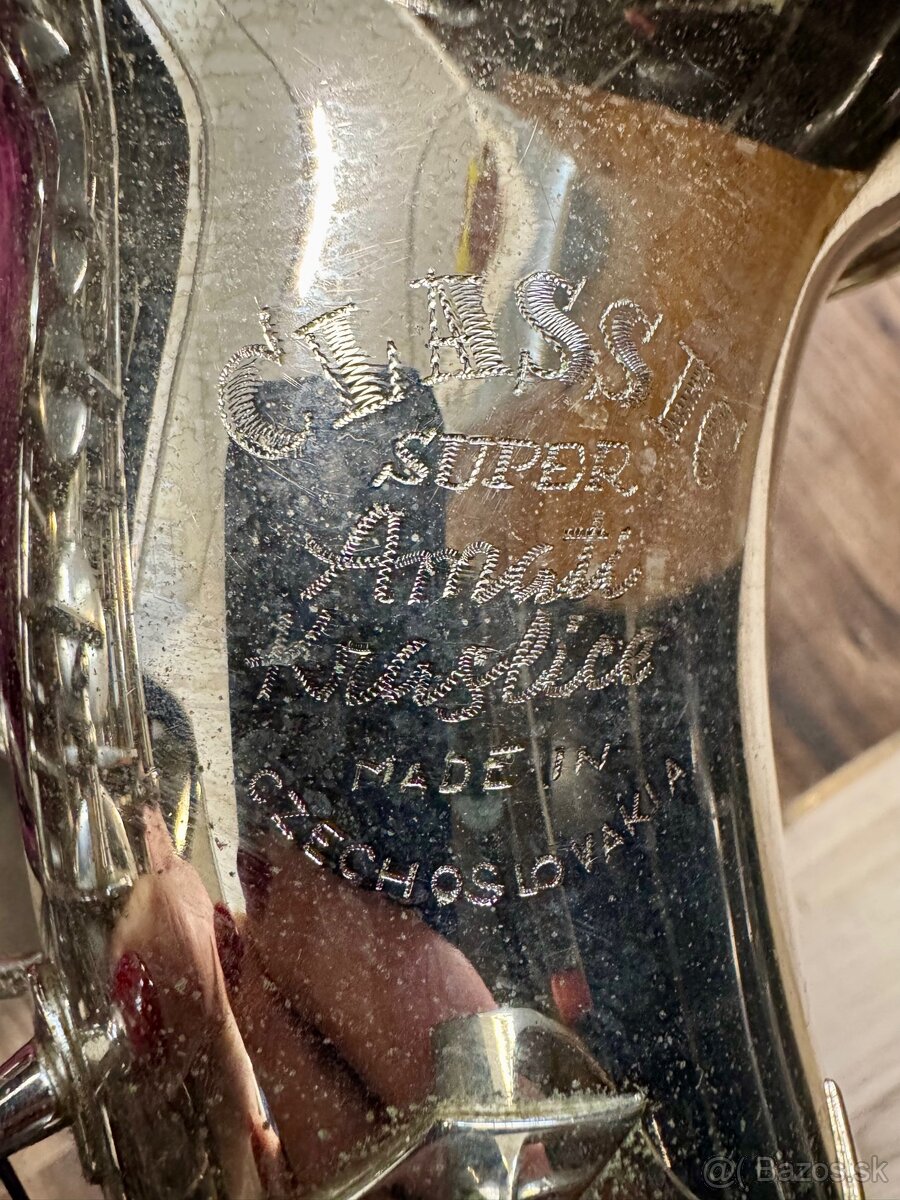 CLASSIC
SUPER
Amati
Kraslice
MADE IN
CZECHOSLOVAKIA
@ Bazos.sk